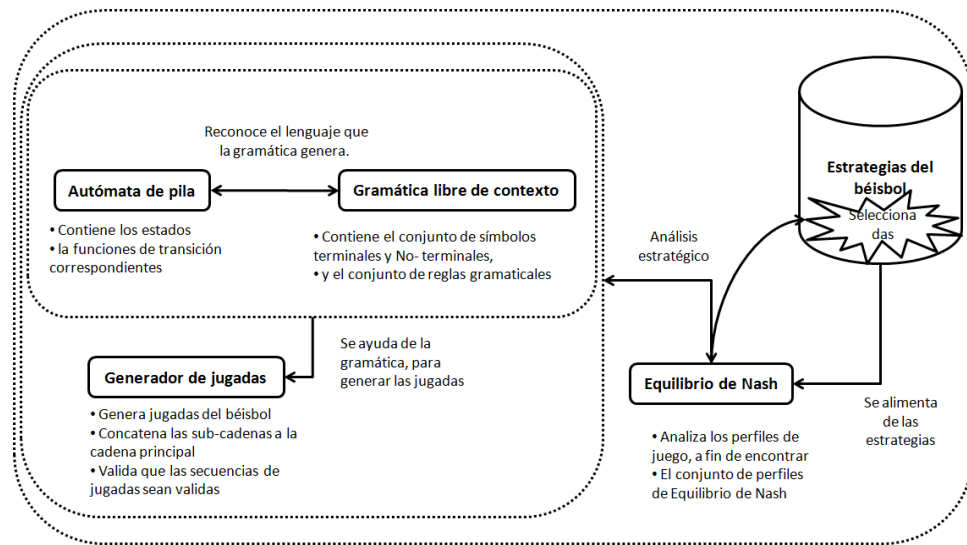 Reconoce el lenguaje que
la gramática genera.
Autómata de pila
Gramática libre de contexto
• Contiene los estados
• la funciones de transición
correspondientes
• Contiene el conjunto de símbolos
terminales y No- terminales,
• y el conjunto de reglas gramaticales
Estrategias del
béisbol
Selecciona
das
Análisis
estratégico
Se ayuda de la
gramática, para
generar las jugadas
Generador de jugadas
• Genera jugadas del béisbol
• Concatena las sub-cadenas a la
cadena principal
• Valida que las secuencias de
jugadas sean validas
Equilibrio de Nash
• Analiza los perfiles de
juego, a fin de encontrar
• El conjunto de perfiles
de Equilibrio de Nash
Se alimenta
de las
estrategias